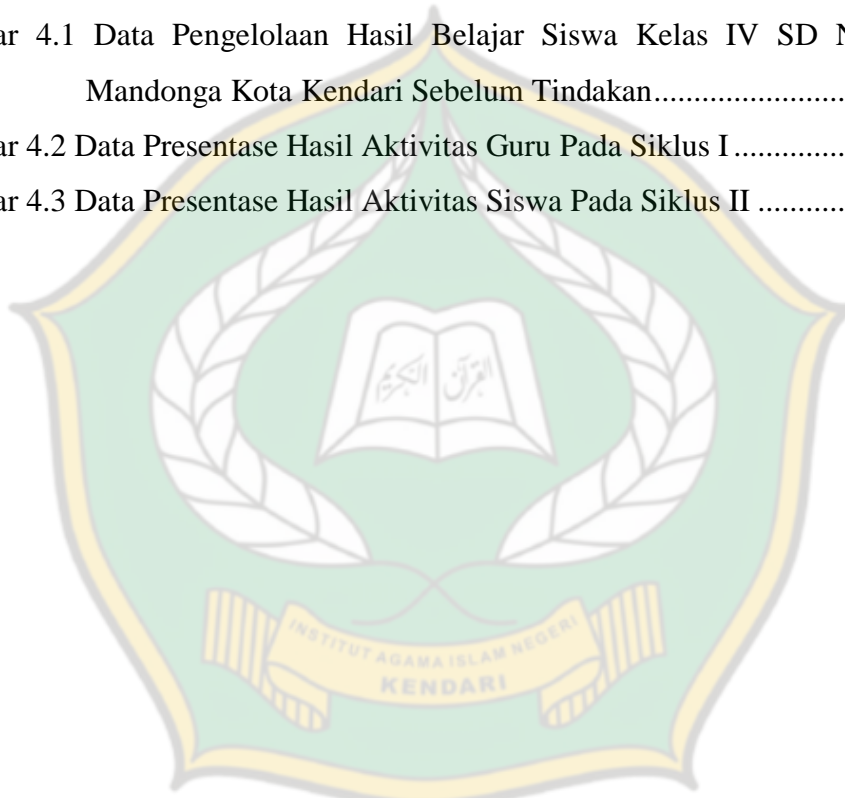 ar 4.1 Data Pengelolaan Hasil Belajar Siswa Kelas IV SD N
Mandonga Kota Kendari Sebelum Tindakan.......................
ar 4.2 Data Presentase Hasil Aktivitas Guru Pada Siklus I ..............
ar 4.3 Data Presentase Hasil Aktivitas Siswa Pada Siklus II ...........
القرآن الكريم
INSTITUT AGAMA ISLAM NEGERI
KENDARI